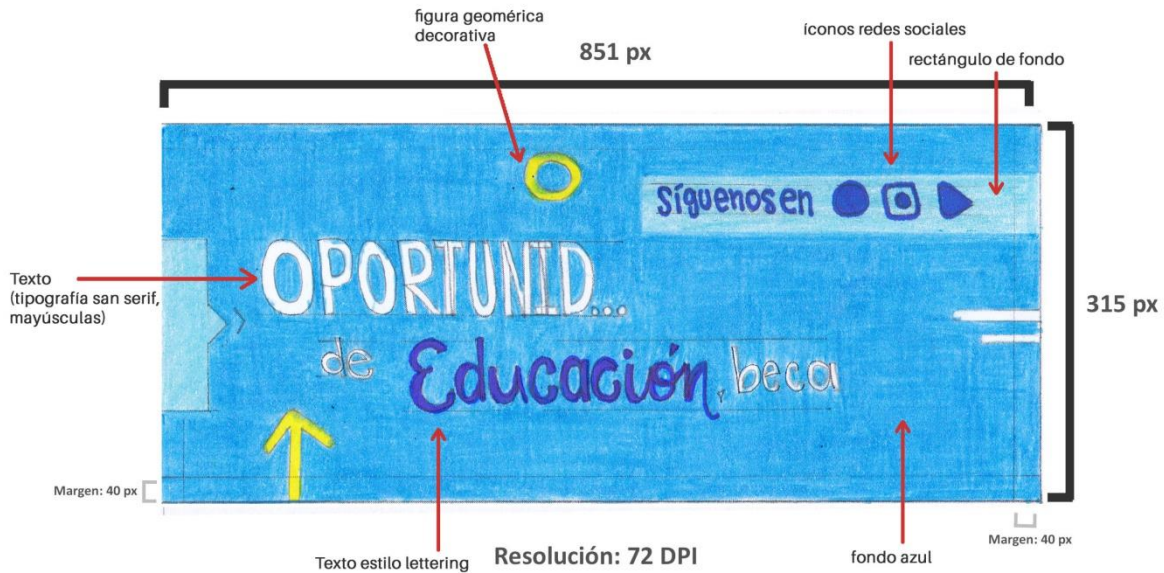 figura geomérica
decorativa
851 px
íconos redes sociales
rectángulo de fondo
Síguenos en
OPORTUNID...
Texto
(tipografía san serif,
mayúsculas)
315 px
de Educación, beca
Margen: 40 px
Texto estilo lettering
Resolución: 72 DPI
fondo azul
Margen: 40 px